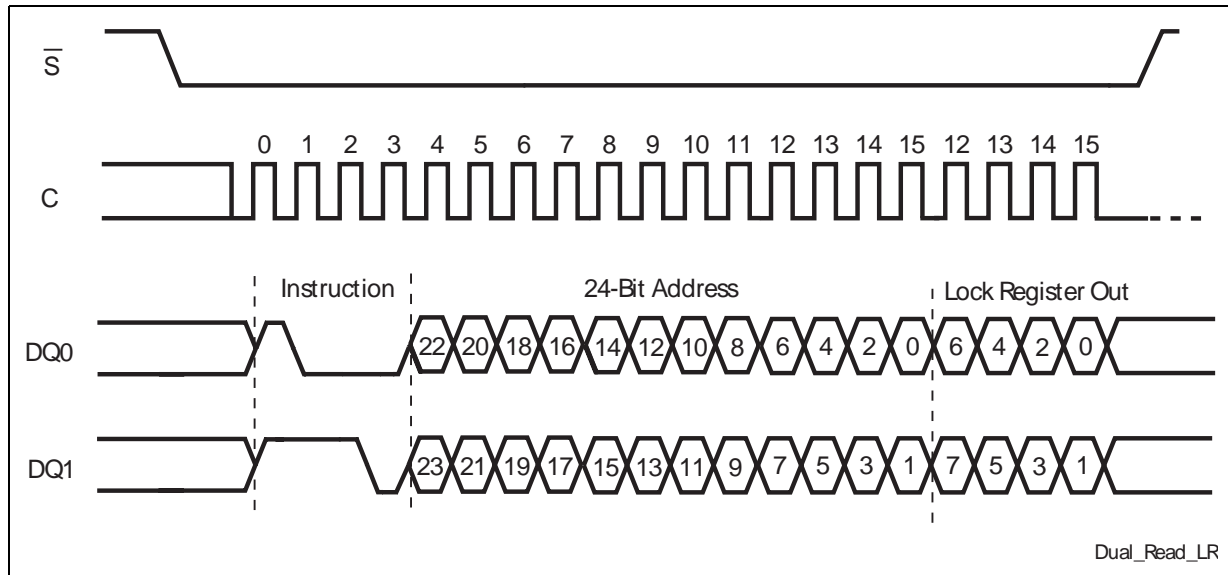 S
0 1 2 3 4 5 6 7 8 9 10 11 12 13 14 15 12 13 14 15
C
Instruction 24-Bit Address Lock Register Out
DQ0 22 20 18 16 14 12 10 8 6 4 2 0 6 4 2 0
DQ1 23 21 19 17 15 13 11 9 7 5 3 1 7 5 3 1
Dual_Read_LR